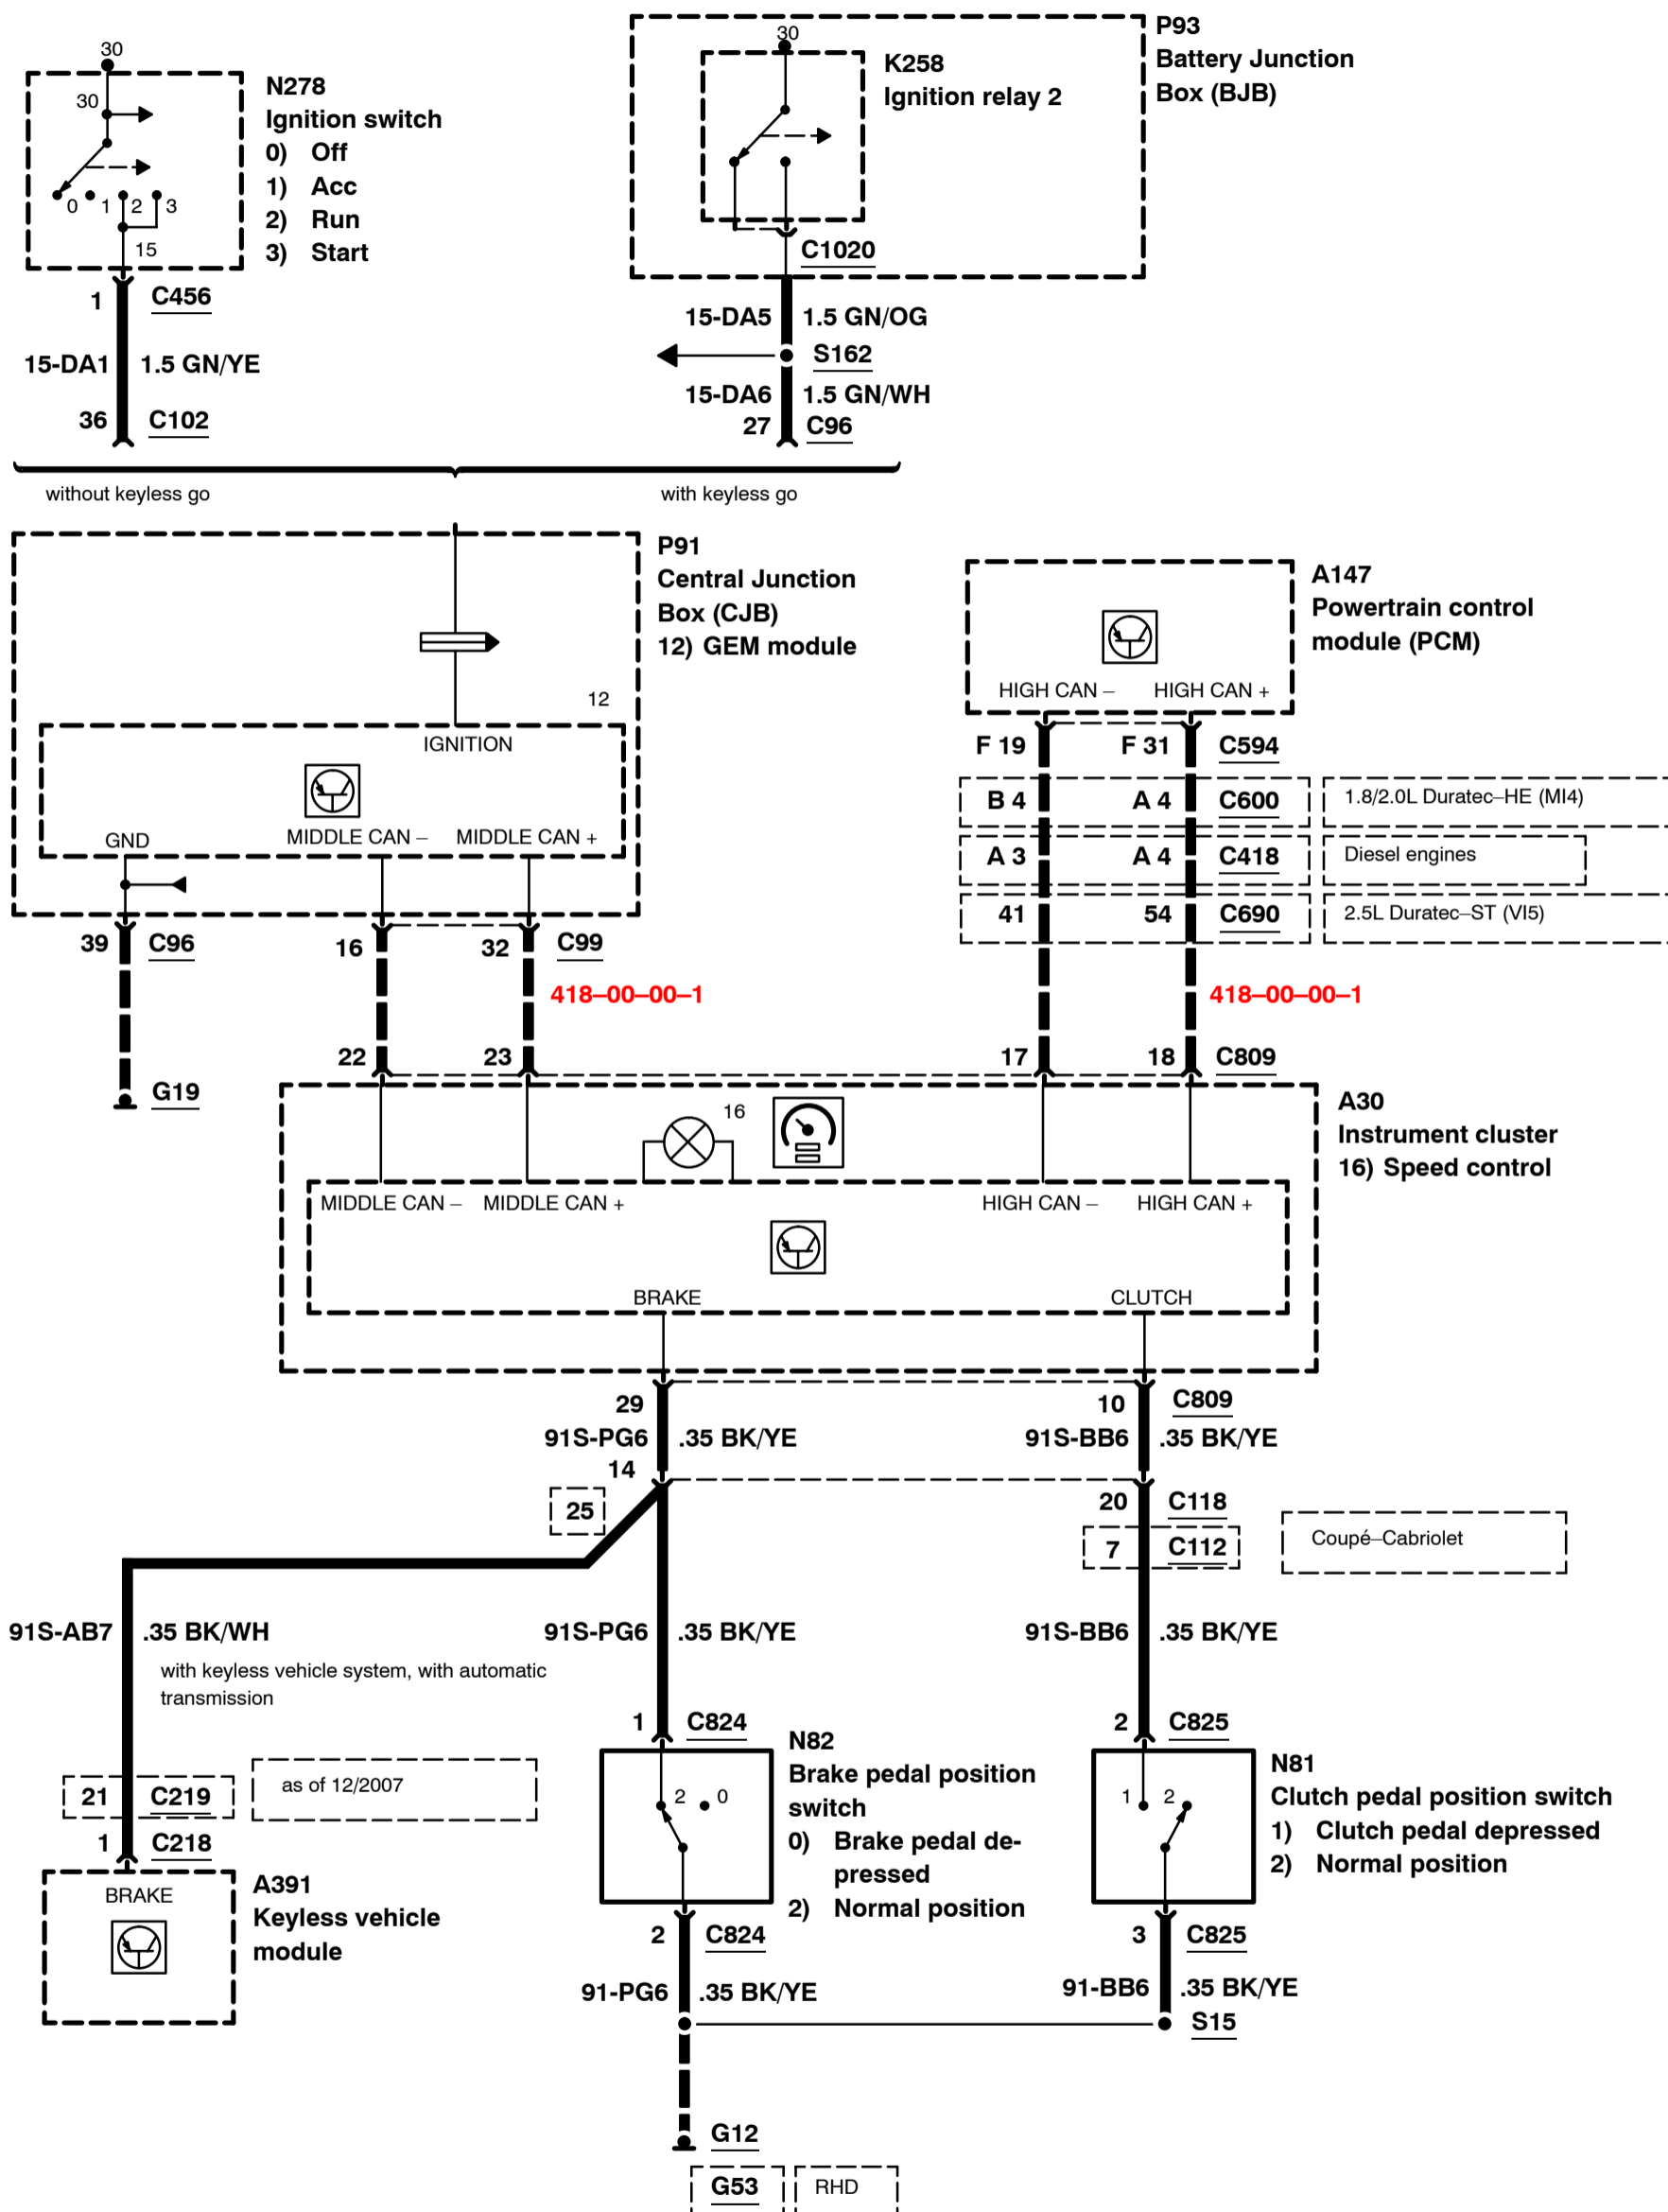 30
30
N278
Ignition switch
0) Off
1) Acc
2) Run
3) Start
0 1 2 3
15
1 C456
15-DA1 1.5 GN/YE
36 C102
P93
Battery Junction
Box (BJB)
30
K258
Ignition relay 2
C1020
15-DA5 1.5 GN/OG
S162
15-DA6 1.5 GN/WH
27 C96
without keyless go
with keyless go
P91
Central Junction
Box (CJB)
12) GEM module
12
IGNITION
GND
MIDDLE CAN –
MIDDLE CAN +
39 C96
16 32 C99
418–00–00–1
22 23
G19
A147
Powertrain control
module (PCM)
HIGH CAN – HIGH CAN +
F 19 F 31 C594
B 4 A 4 C600 1.8/2.0L Duratec–HE (MI4)
A 3 A 4 C418 Diesel engines
41 54 C690 2.5L Duratec–ST (VI5)
418–00–00–1
17 18 C809
A30
Instrument cluster
16) Speed control
16
MIDDLE CAN – MIDDLE CAN + HIGH CAN – HIGH CAN +
BRAKE CLUTCH
29 10 C809
91S-PG6 .35 BK/YE 91S-BB6 .35 BK/YE
14
25
20 C118
7 C112 Coupé–Cabriolet
91S-AB7 .35 BK/WH 91S-PG6 .35 BK/YE 91S-BB6 .35 BK/YE
with keyless vehicle system, with automatic
transmission
21 C219 as of 12/2007
1 C218
BRAKE
A391
Keyless vehicle
module
1 C824
2 0
N82
Brake pedal position
switch
0) Brake pedal de-
pressed
2) Normal position
2 C824
91-PG6 .35 BK/YE
2 C825
1 2
N81
Clutch pedal position switch
1) Clutch pedal depressed
2) Normal position
3 C825
91-BB6 .35 BK/YE
S15
G12
G53 RHD